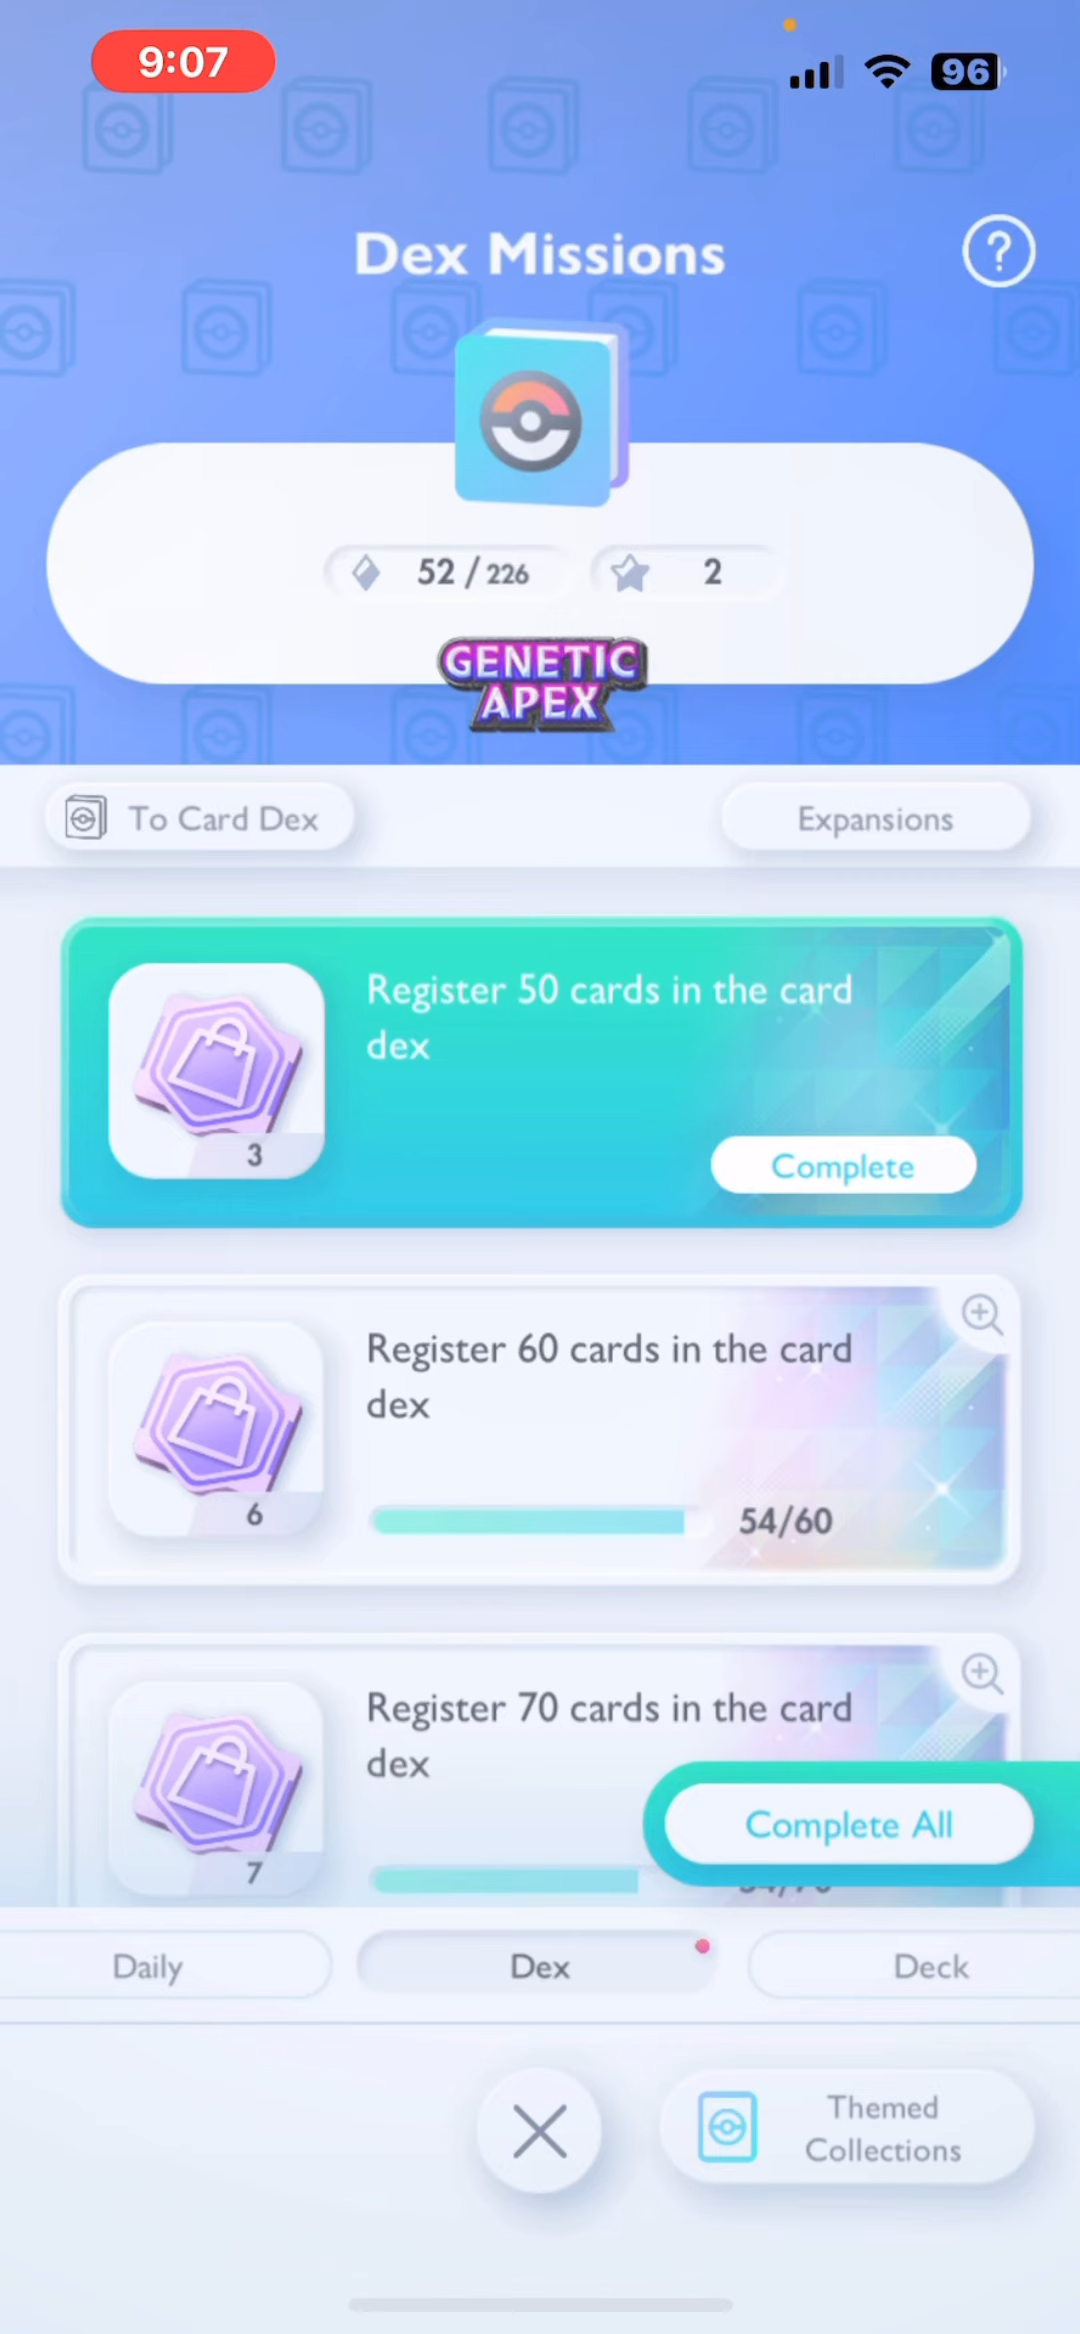 9:07
96
Dex Missions
?
52 / 226
2
GENETIC
APEX
To Card Dex
Expansions
Register 50 cards in the card
dex
3
Complete
Register 60 cards in the card
dex
6
54/60
Register 70 cards in the card
dex
7
Complete All
Daily
Dex
Deck
Themed
Collections